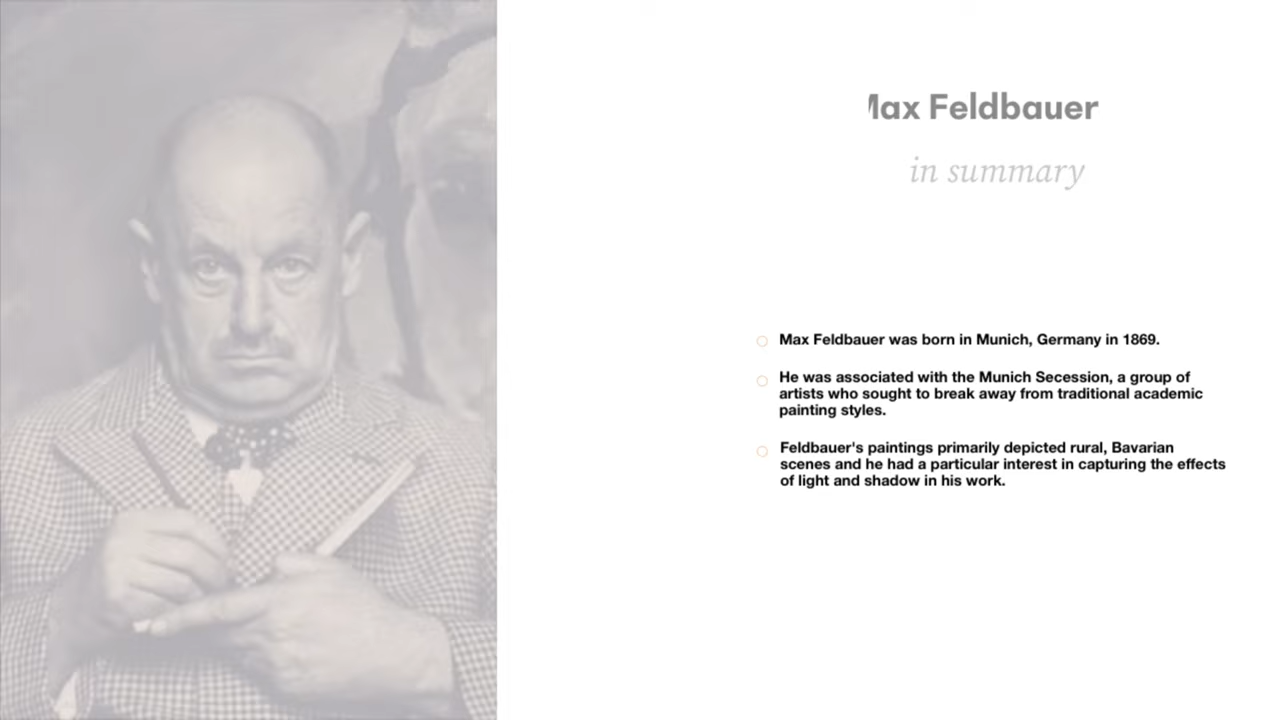 Max Feldbauer
in summary
Max Feldbauer was born in Munich, Germany in 1869.
He was associated with the Munich Secession, a group of
artists who sought to break away from traditional academic
painting styles.
Feldbauer's paintings primarily depicted rural, Bavarian
scenes and he had a particular interest in capturing the effects
of light and shadow in his work.